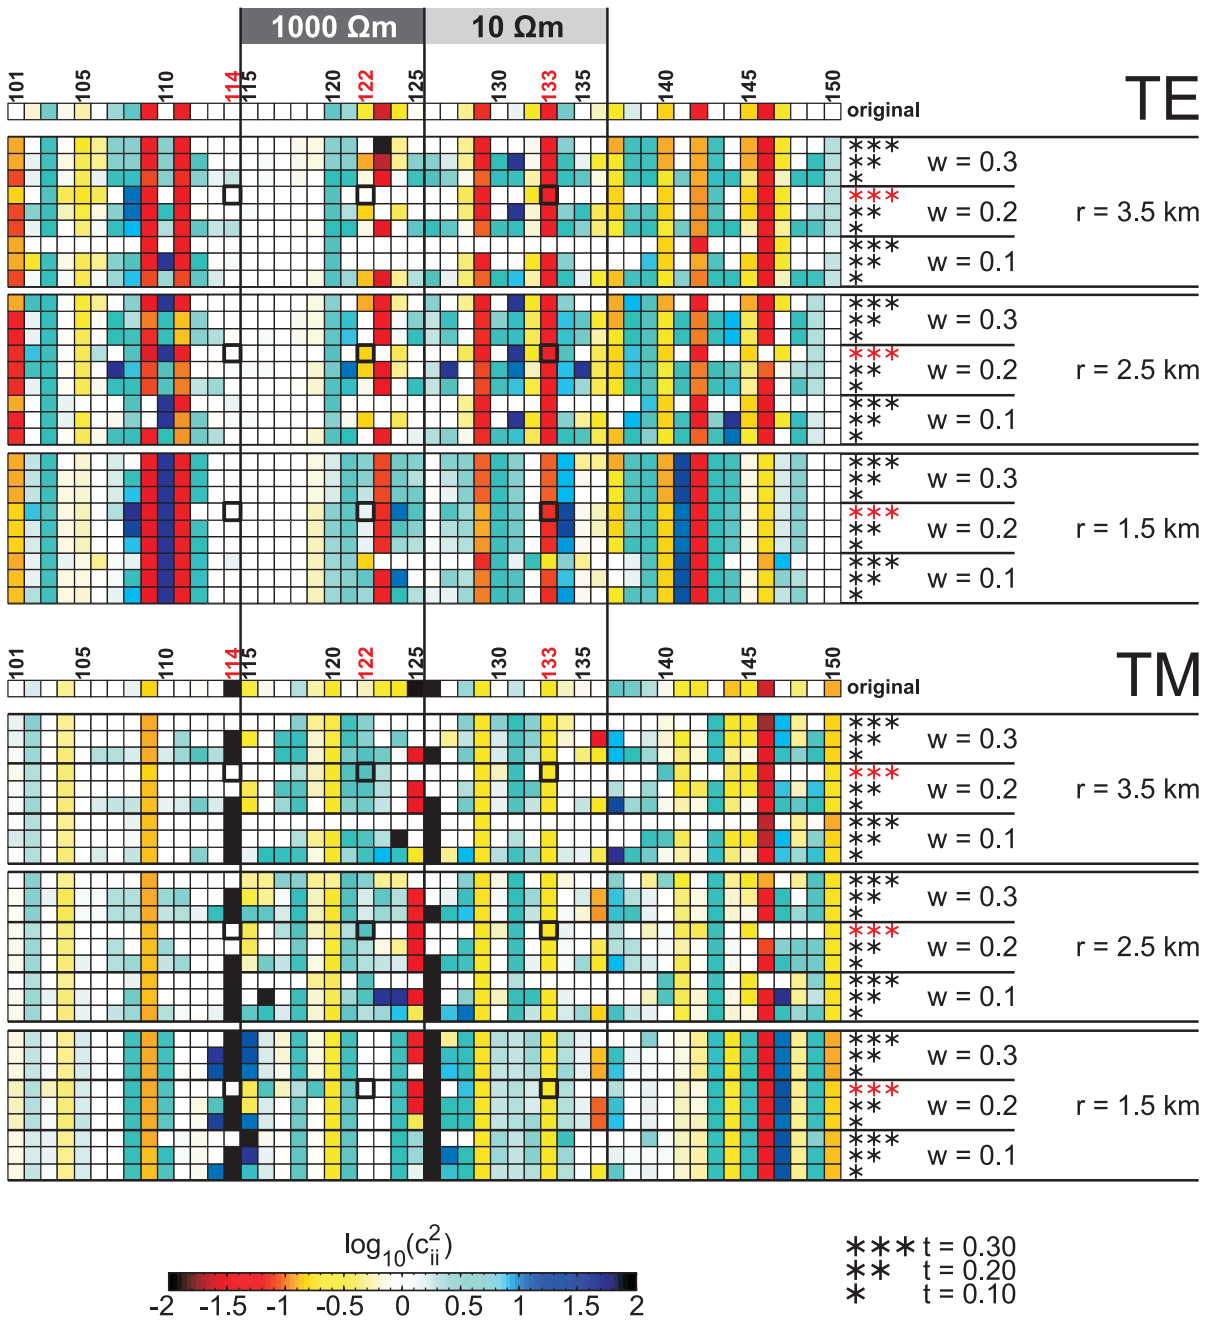 1000 Ωm 10 Ωm
101 105 110 114 115 120 122 125 130 133 135 140 145 150 TE
original
***
** w = 0.3
*
***
** w = 0.2 r = 3.5 km
*
***
** w = 0.1
*
***
** w = 0.3
*
***
** w = 0.2 r = 2.5 km
*
***
** w = 0.1
*
***
** w = 0.3
*
***
** w = 0.2 r = 1.5 km
*
***
** w = 0.1
*
101 105 110 114 115 120 122 125 130 133 135 140 145 150 TM
original
***
** w = 0.3
*
***
** w = 0.2 r = 3.5 km
*
***
** w = 0.1
*
***
** w = 0.3
*
***
** w = 0.2 r = 2.5 km
*
***
** w = 0.1
*
***
** w = 0.3
*
***
** w = 0.2 r = 1.5 km
*
***
** w = 0.1
*
log₁₀(c²ᵢᵢ)
-2 -1.5 -1 -0.5 0 0.5 1 1.5 2
*** t = 0.30
** t = 0.20
* t = 0.10